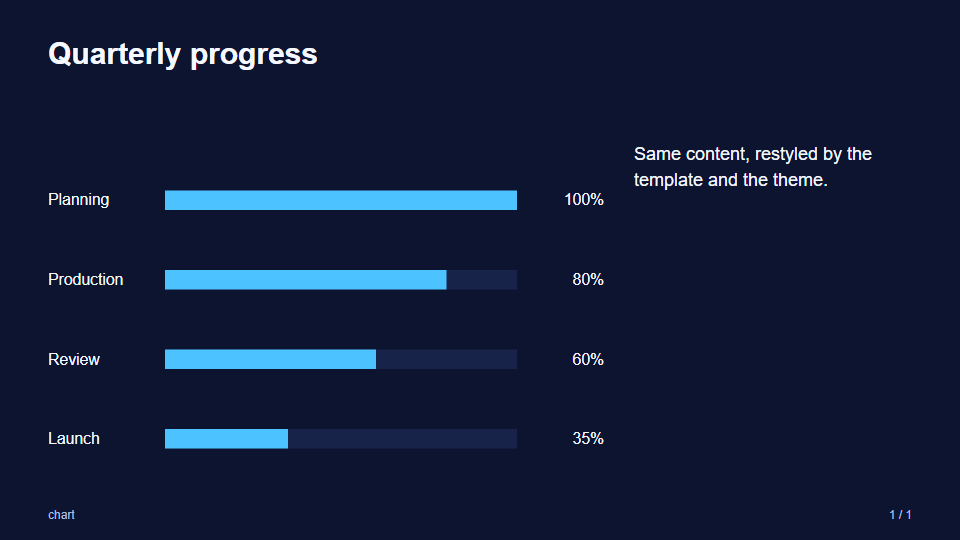 Quarterly progress
Planning 100%
Production 80%
Review 60%
Launch 35%
Same content, restyled by the
template and the theme.
chart
1 / 1